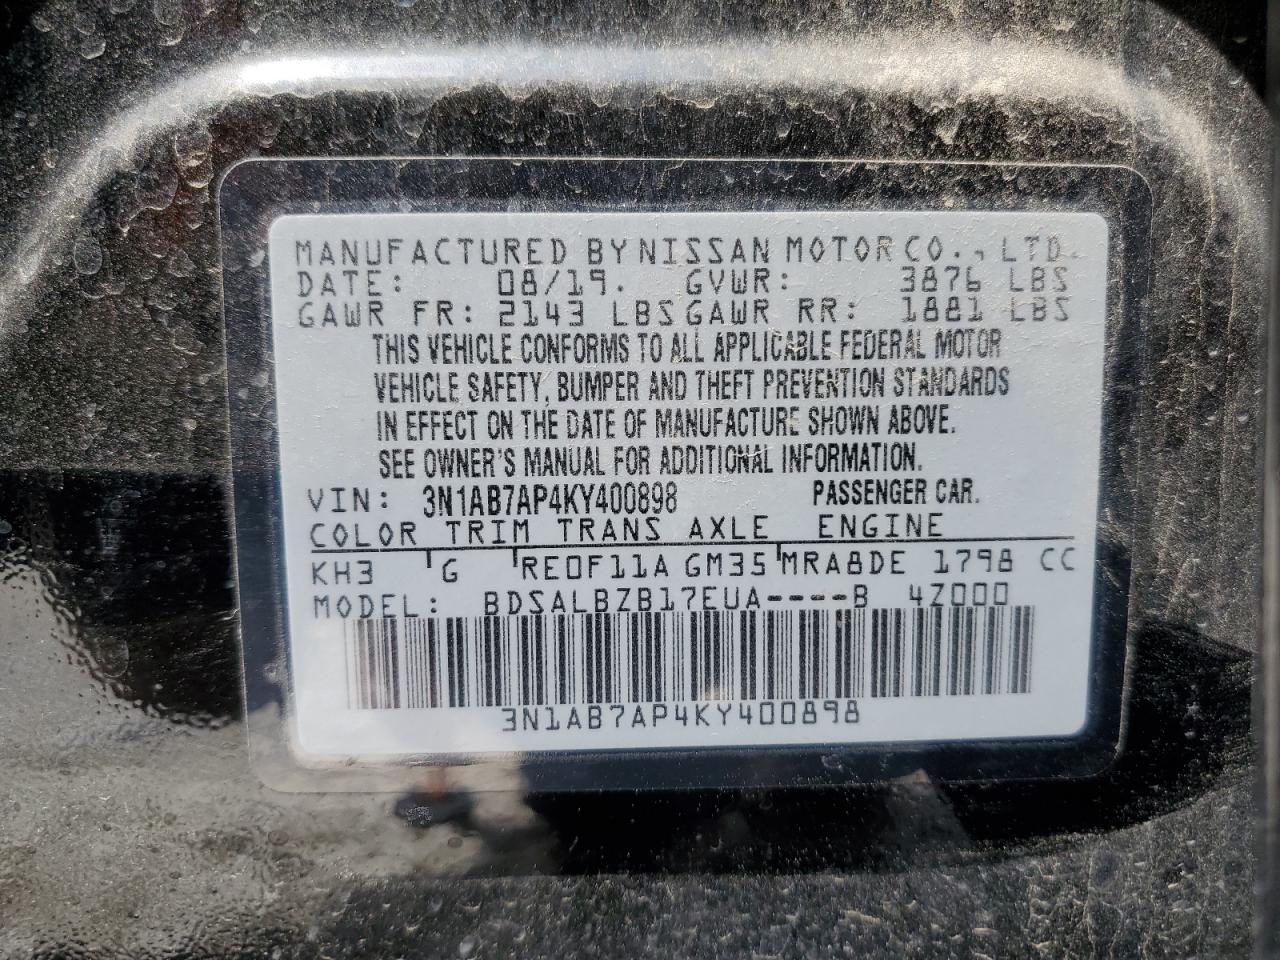 MANUFACTURED BY NISSAN MOTOR CO., LTD.
DATE: 08/19. GVWR: 3876 LBS
GAWR FR: 2143 LBS GAWR RR: 1881 LBS
THIS VEHICLE CONFORMS TO ALL APPLICABLE FEDERAL MOTOR
VEHICLE SAFETY, BUMPER AND THEFT PREVENTION STANDARDS
IN EFFECT ON THE DATE OF MANUFACTURE SHOWN ABOVE.
SEE OWNER'S MANUAL FOR ADDITIONAL INFORMATION.
VIN: 3N1AB7AP4KY400898 PASSENGER CAR.
COLOR TRIM TRANS AXLE ENGINE
KH3 G RE0F11A GM35 MRA8DE 1798 CC
MODEL: BDSALBZB17EUA----B 4Z000
3N1AB7AP4KY400898